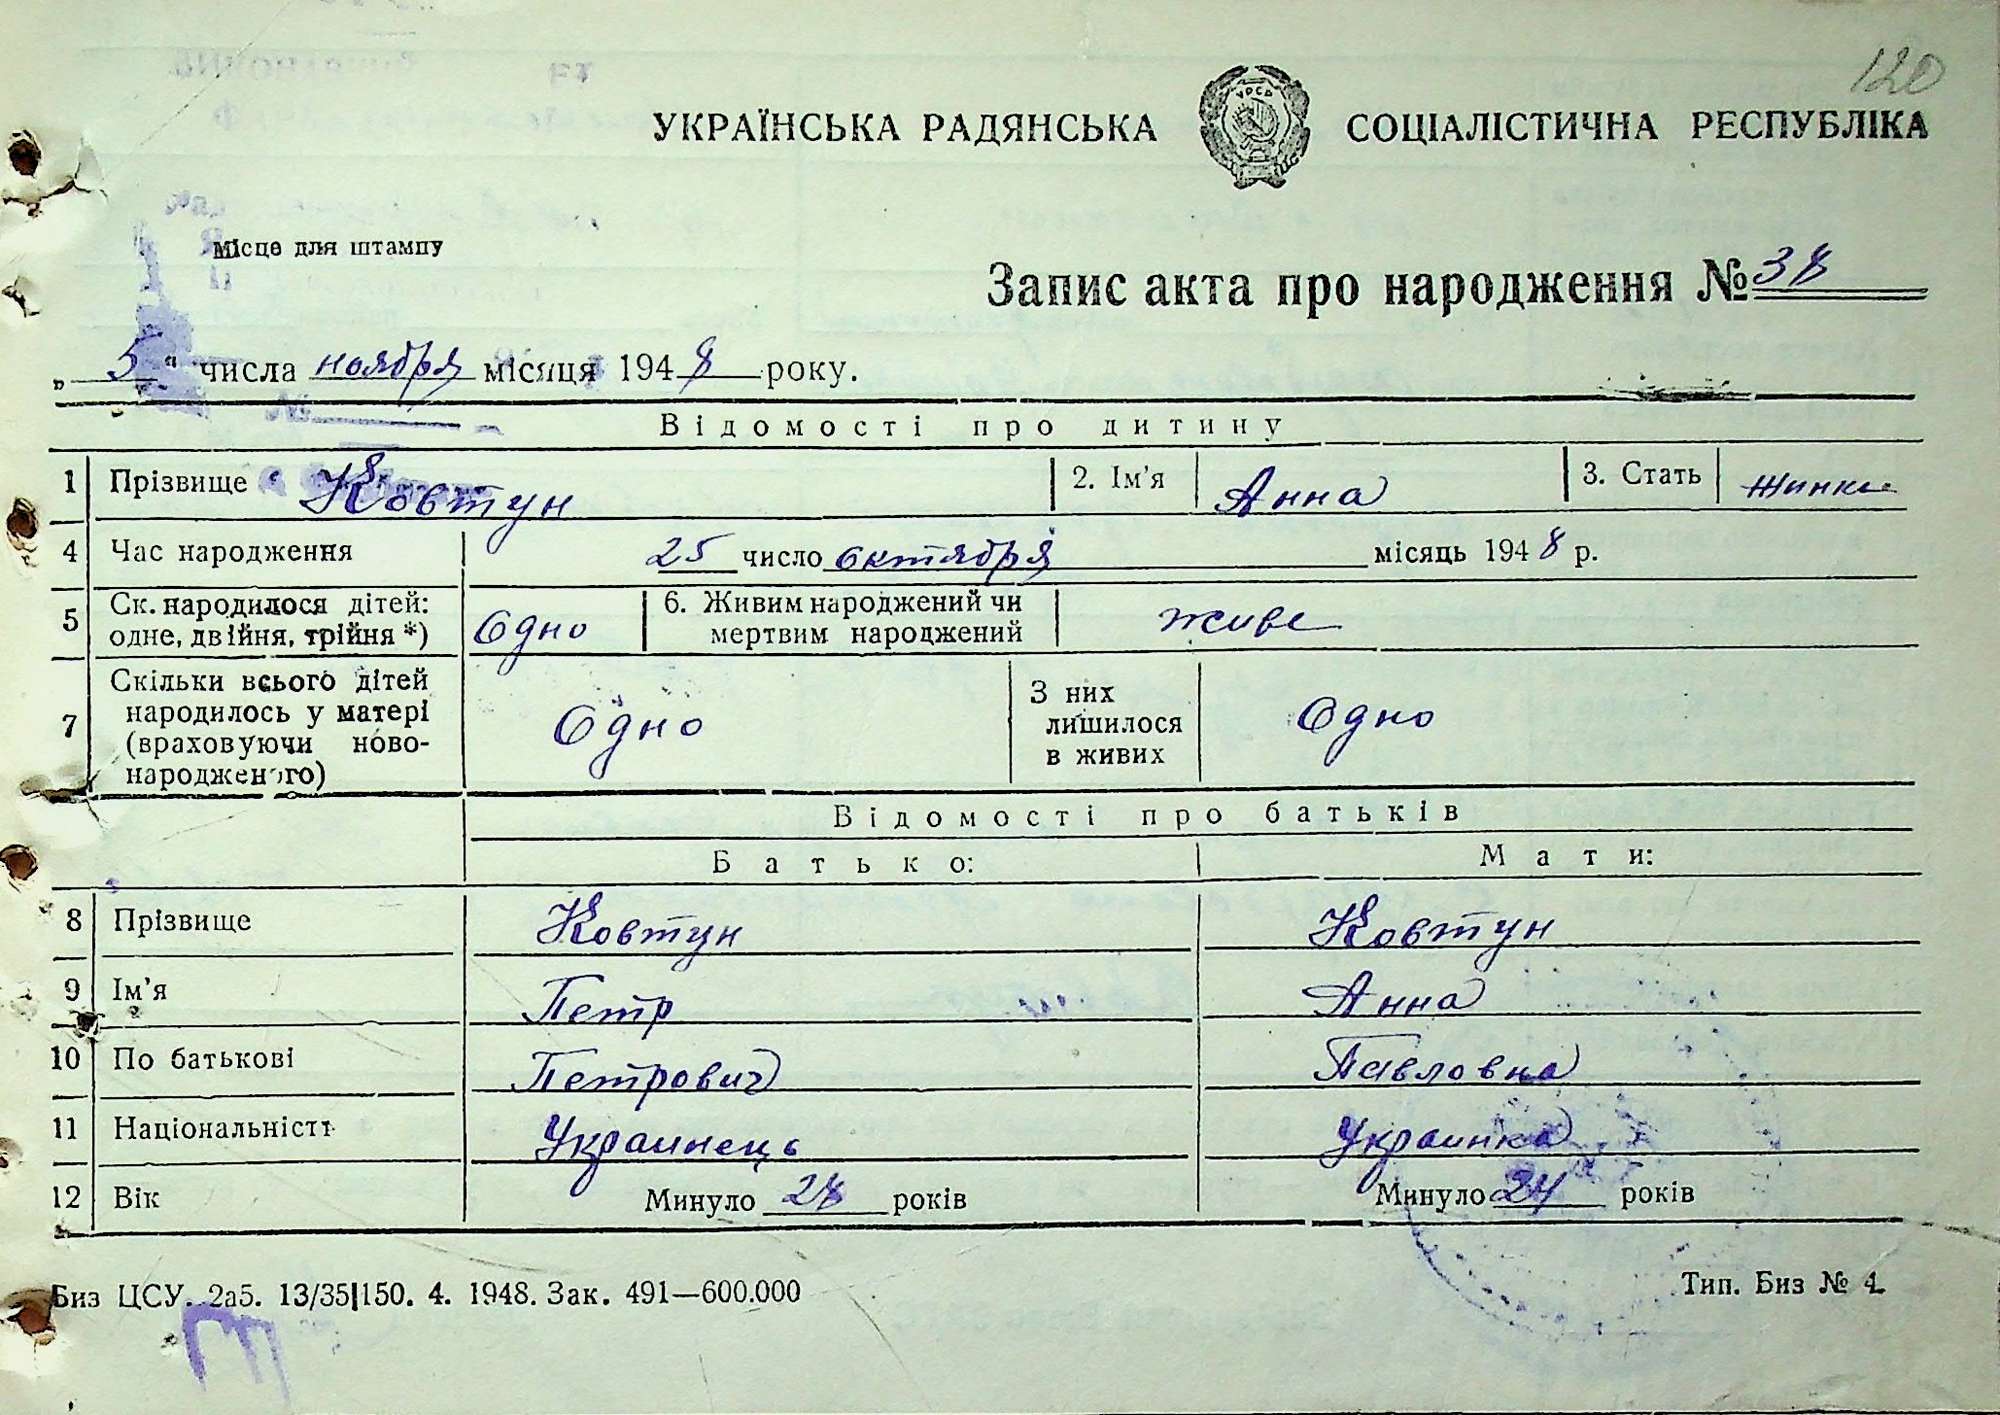 120
УКРАЇНСЬКА РАДЯНСЬКА СОЦІАЛІСТИЧНА РЕСПУБЛІКА
УРСР
Місце для штампу
Запис акта про народження № 38
„ 5 “ числа ноября місяця 1948 року.
№
Відомості про дитину
1 Прізвище Ковтун 2. Ім'я Анна 3. Стать
4 Час народження 25 число октября місяць 1948 р.
5 Ск. народилося дітей: одне, двійня, трійня *) Одно 6. Живим народжений чи мертвим народжений живе
7 Скільки всього дітей народилось у матері (враховуючи ново-народженого) Одно З них лишилося в живих Одно
Відомості про батьків
Батько: Мати:
8 Прізвище Ковтун Ковтун
9 Ім'я Петр Анна
10 По батькові Петрович Павловна
11 Національність Украинець Украинка
12 Вік Минуло 28 років Минуло 24 років
Биз ЦСУ. 2а5. 13/35|150. 4. 1948. Зак. 491—600.000 Тип. Биз № 4